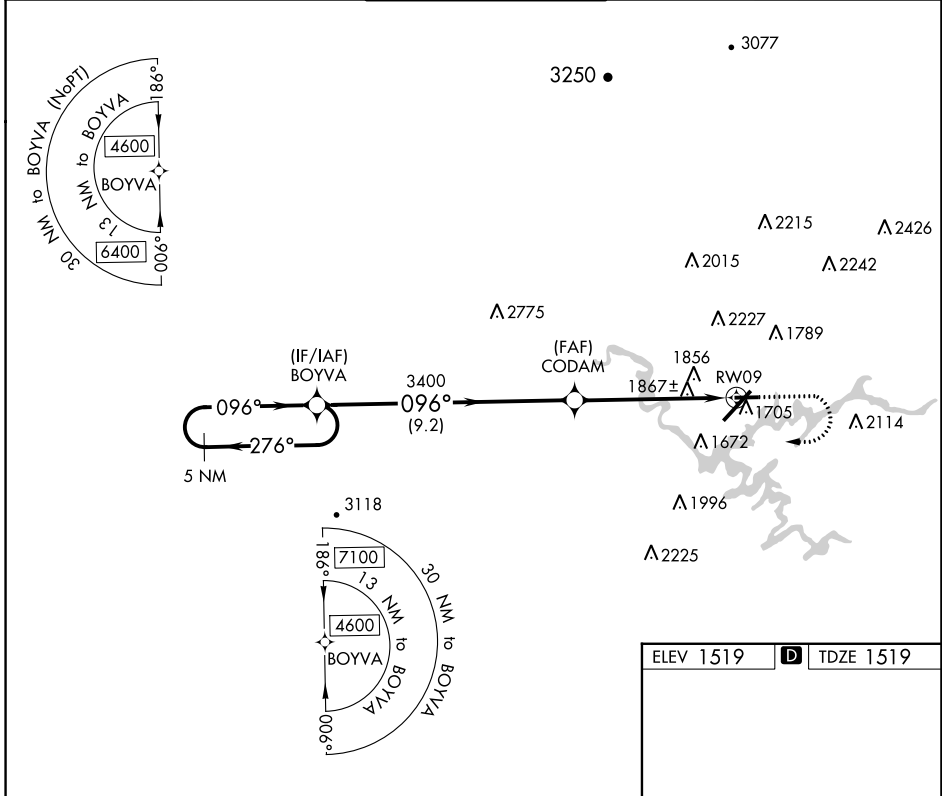 3077
3250
30 NM to BOYVA (NoPT)
186°
13 NM to BOYVA
4600
BOYVA
6400
006°
2215
2426
2015
2242
2775
2227
1789
(IF/IAF)
BOYVA
(FAF)
CODAM
1856
1867±
RW09
3400
096°
096°
(9.2)
1705
2114
276°
1672
5 NM
3118
1996
186°
7100
30 NM to BOYVA
2225
13 NM to BOYVA
4600
BOYVA
006°
ELEV 1519 D TDZE 1519